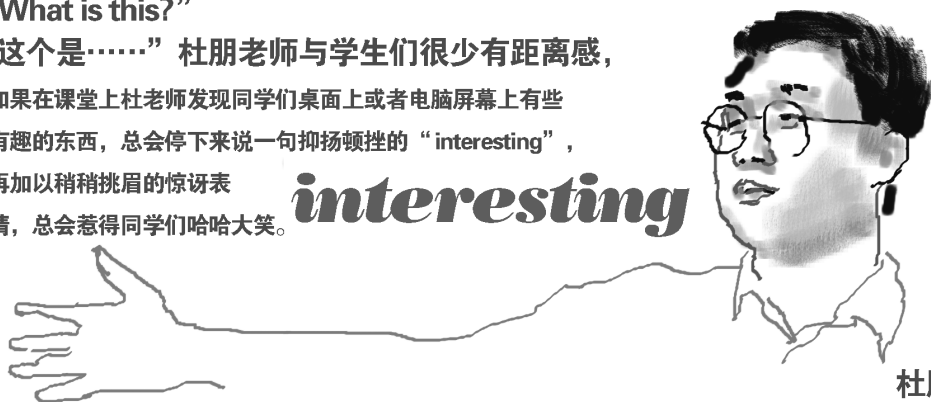 What is this?”
这个是……” 杜朋老师与学生们很少有距离感，
如果在课堂上杜老师发现同学们桌面上或者电脑屏幕上有些
有趣的东西，总会停下来说一句抑扬顿挫的“interesting”，
再加以稍稍挑眉的惊讶表
情，总会惹得同学们哈哈大笑。
interesting
杜朋